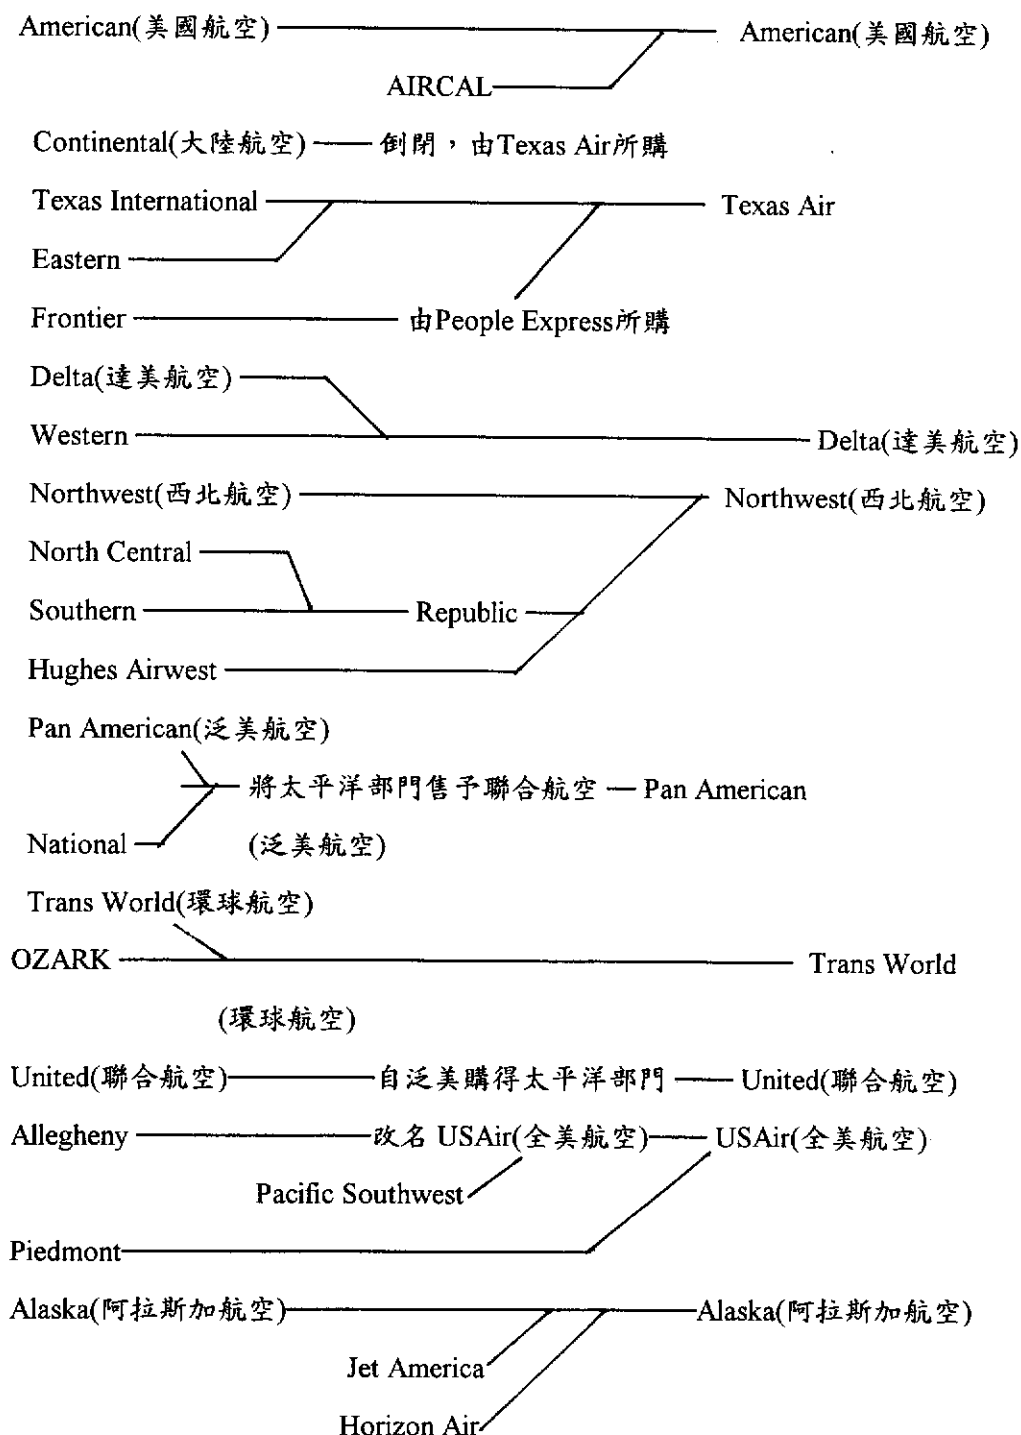 American(美國航空) American(美國航空)
AIRCAL
Continental(大陸航空) 倒閉，由Texas Air所購
Texas International Texas Air
Eastern
Frontier 由People Express所購
Delta(達美航空)
Western Delta(達美航空)
Northwest(西北航空) Northwest(西北航空)
North Central
Southern Republic
Hughes Airwest
Pan American(泛美航空)
將太平洋部門售予聯合航空 Pan American
National (泛美航空)
Trans World(環球航空)
OZARK Trans World
(環球航空)
United(聯合航空) 自泛美購得太平洋部門 United(聯合航空)
Allegheny 改名 USAir(全美航空) USAir(全美航空)
Pacific Southwest
Piedmont
Alaska(阿拉斯加航空) Alaska(阿拉斯加航空)
Jet America
Horizon Air